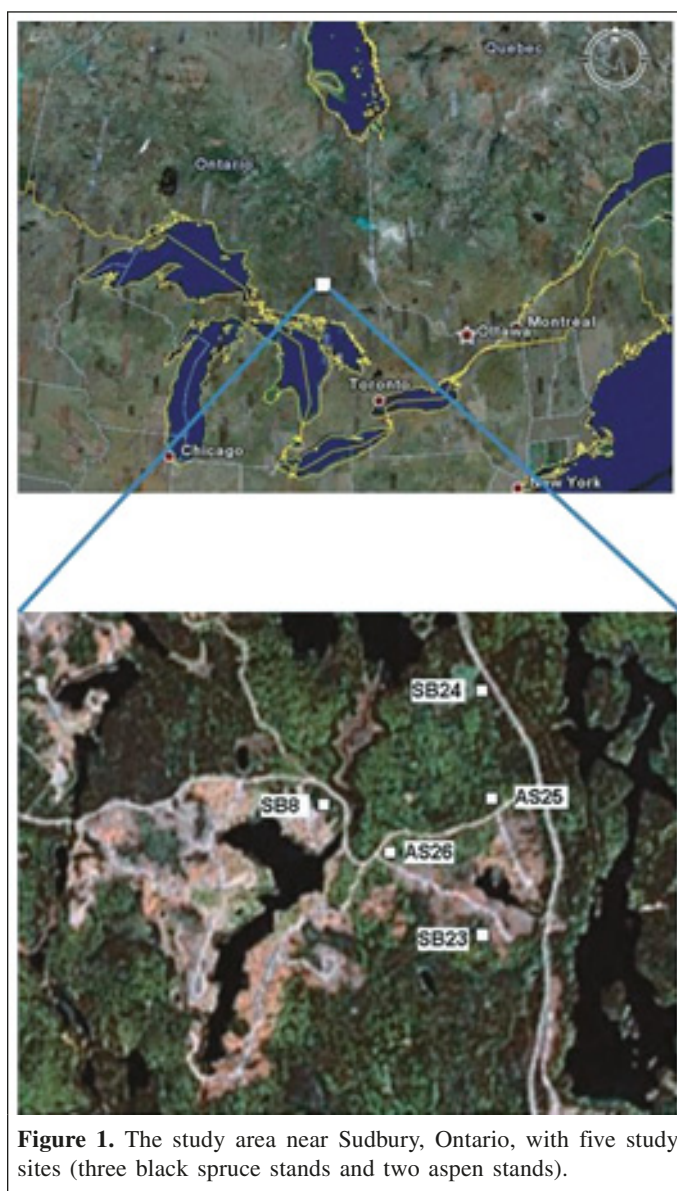 Quebec
Ontario
Montréal
Ottawa
Toronto
Chicago
New York
SB24
AS25
SB8
AS26
SB23
Figure 1. The study area near Sudbury, Ontario, with five study
sites (three black spruce stands and two aspen stands).